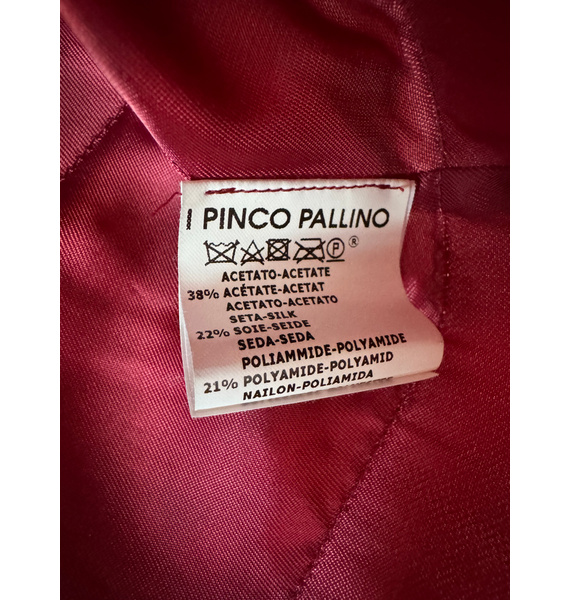 I PINCO PALLINO
P ®
ACETATO-ACETATE
38% ACÉTATE-ACETAT
ACETATO-ACETATO
SETA-SILK
22% SOIE-SEIDE
SEDA-SEDA
POLIAMMIDE-POLYAMIDE
21% POLYAMIDE-POLYAMID
NAILON-POLIAMIDA